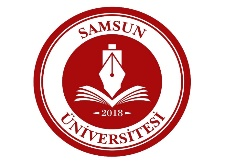 SAMSUN
- 2018 -
ÜNİVERSİTESİ